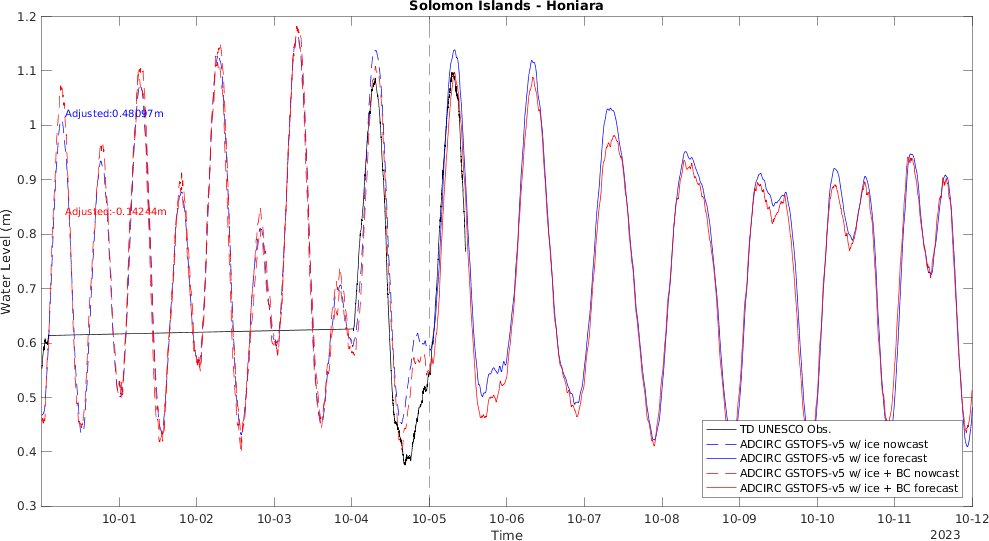 Solomon Islands - Honiara
1.2
1.1
1
0.9
0.8
0.7
0.6
0.5
0.4
0.3
Water Level (m)
Adjusted:0.48097m
Adjusted:-0.14244m
TD UNESCO Obs.
ADCIRC GSTOFS-v5 w/ ice nowcast
ADCIRC GSTOFS-v5 w/ ice forecast
ADCIRC GSTOFS-v5 w/ ice + BC nowcast
ADCIRC GSTOFS-v5 w/ ice + BC forecast
10-01 10-02 10-03 10-04 10-05 10-06 10-07 10-08 10-09 10-10 10-11 10-12
Time
2023